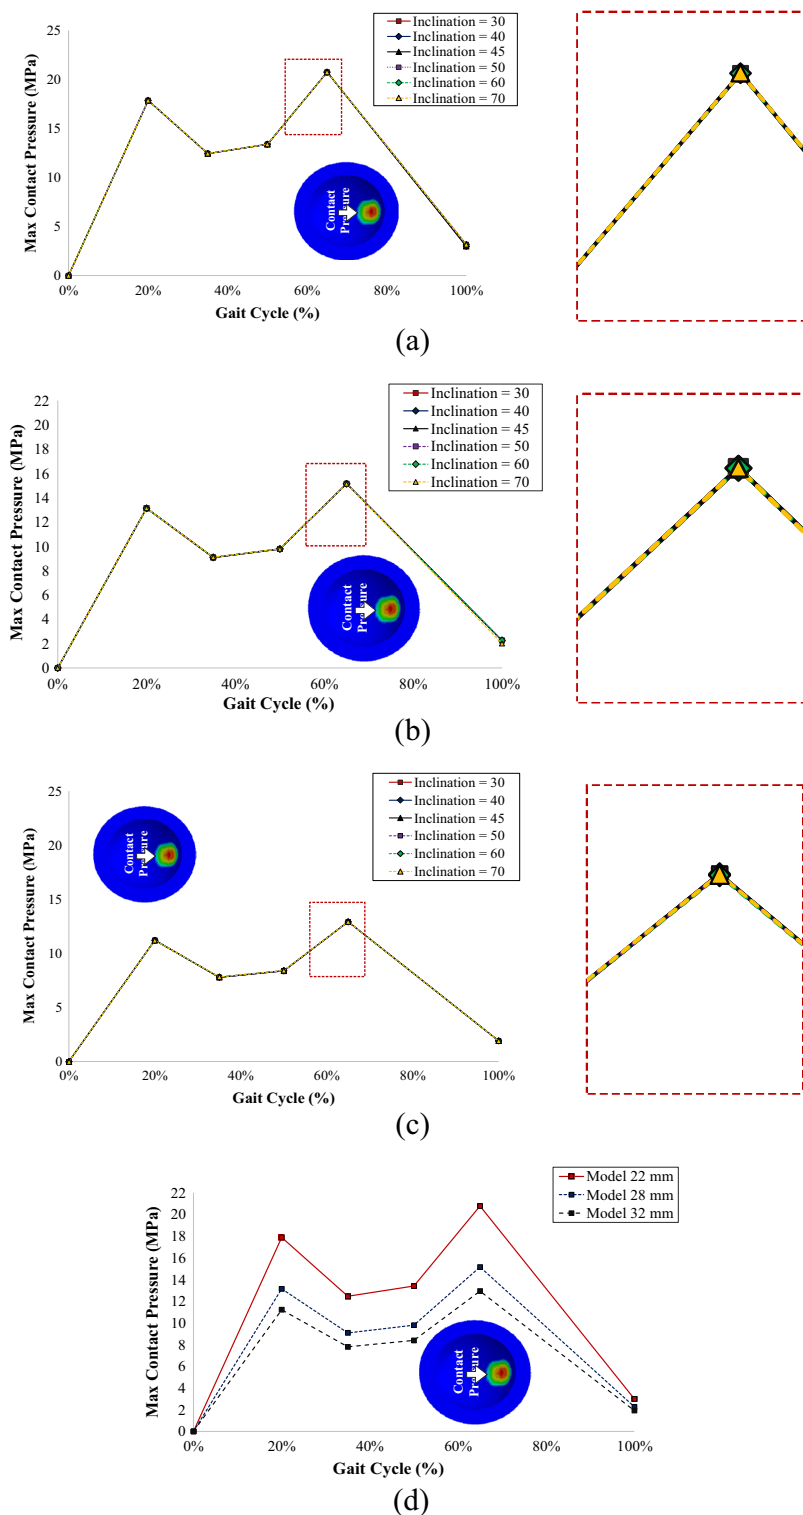 Inclination = 30
Inclination = 40
Inclination = 45
Inclination = 50
Inclination = 60
Inclination = 70
Max Contact Pressure (MPa)
25
20
15
10
5
0
Contact
Pressure
0%
20%
40%
60%
80%
100%
Gait Cycle (%)
(a)
Inclination = 30
Inclination = 40
Inclination = 45
Inclination = 50
Inclination = 60
Inclination = 70
Max Contact Pressure (MPa)
22
20
18
16
14
12
10
8
6
4
2
0
Contact
Pressure
0%
20%
40%
60%
80%
100%
Gait Cycle (%)
(b)
Inclination = 30
Inclination = 40
Inclination = 45
Inclination = 50
Inclination = 60
Inclination = 70
Max Contact Pressure (MPa)
25
20
15
10
5
0
Contact
Pressure
0%
20%
40%
60%
80%
100%
Gait Cycle (%)
(c)
Model 22 mm
Model 28 mm
Model 32 mm
Max Contact Pressure (MPa)
22
20
18
16
14
12
10
8
6
4
2
0
Contact
Pressure
0%
20%
40%
60%
80%
100%
Gait Cycle (%)
(d)